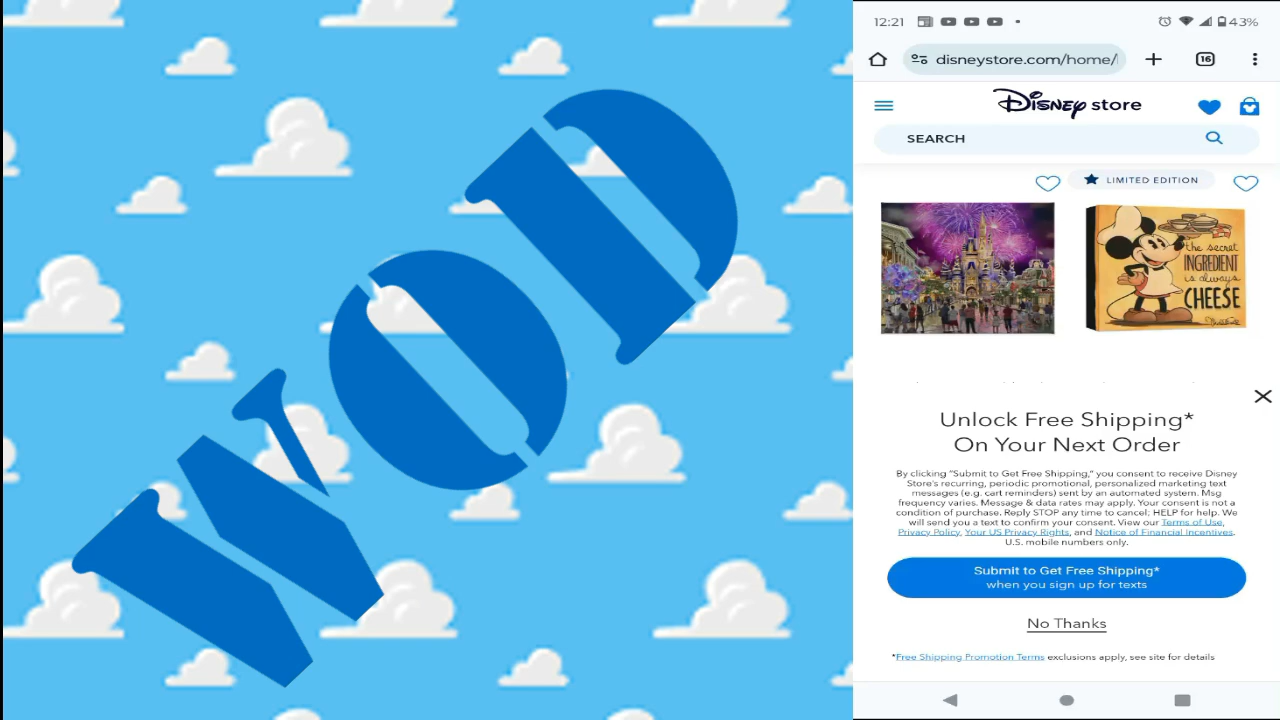 WOD
12:21
43%
disneystore.com/home/
16
Disney store
SEARCH
LIMITED EDITION
the secret
INGREDIENT
is always
CHEESE
Unlock Free Shipping*
On Your Next Order
By clicking "Submit to Get Free Shipping," you consent to receive Disney
Store's recurring, periodic promotional, personalized marketing text
messages (e.g. cart reminders) sent by an automated system. Msg
frequency varies. Message & data rates may apply. Your consent is not a
condition of purchase. Reply STOP any time to cancel; HELP for help. We
will send you a text to confirm your consent. View our Terms of Use,
Privacy Policy, Your US Privacy Rights, and Notice of Financial Incentives.
U.S. mobile numbers only.
Submit to Get Free Shipping*
when you sign up for texts
No Thanks
*Free Shipping Promotion Terms exclusions apply, see site for details